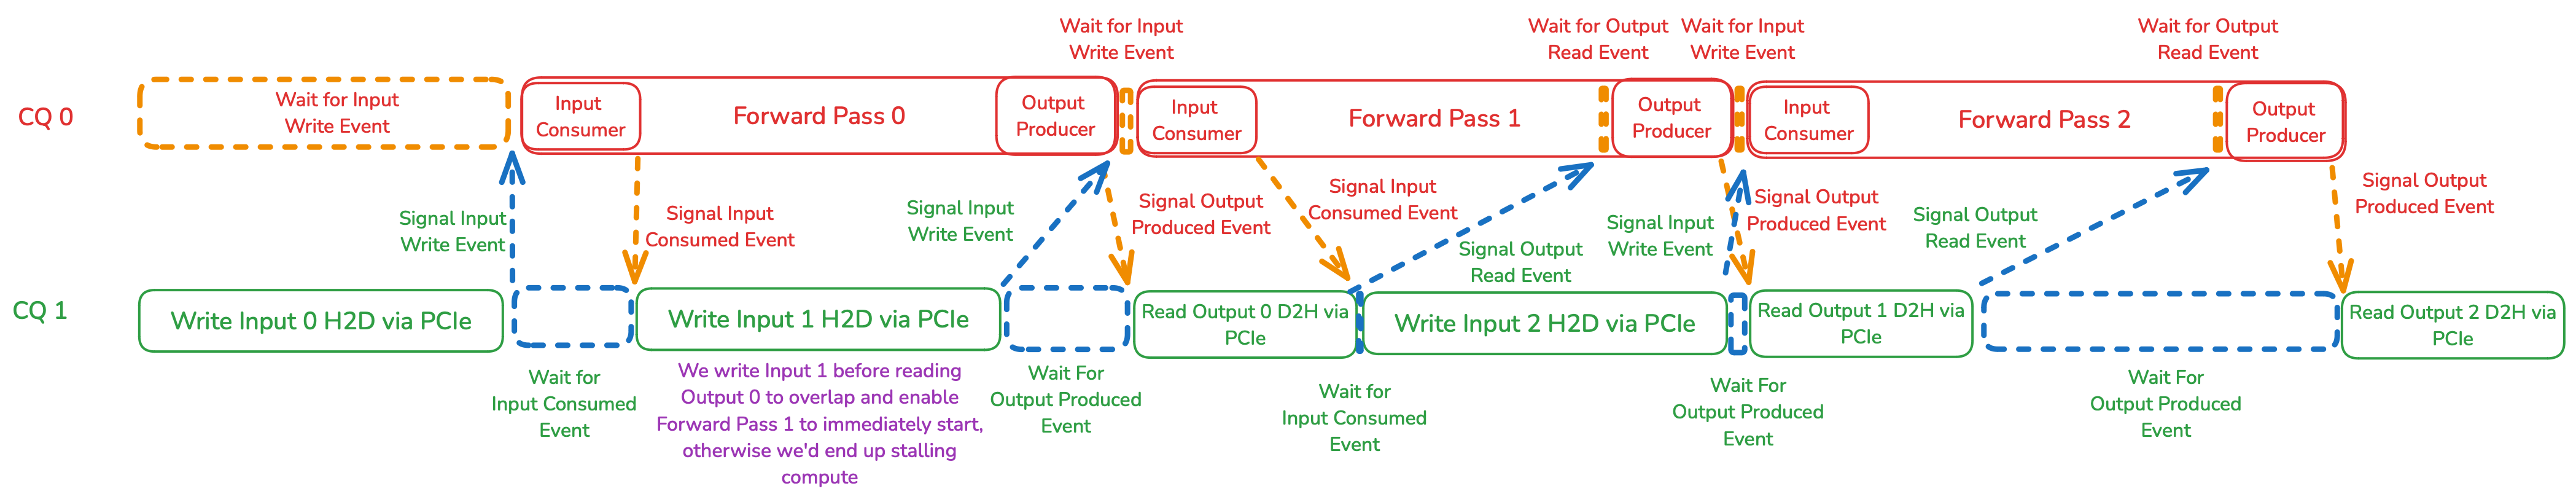 Wait for Input
Write Event
Wait for Output
Read Event
Wait for Input
Write Event
Wait for Output
Read Event
CQ 0
Wait for Input
Write Event
Input
Consumer
Forward Pass 0
Output
Producer
Input
Consumer
Forward Pass 1
Output
Producer
Input
Consumer
Forward Pass 2
Output
Producer
Signal Input
Write Event
Signal Input
Consumed Event
Signal Input
Write Event
Signal Output
Produced Event
Signal Input
Consumed Event
Signal Output
Read Event
Signal Input
Write Event
Signal Output
Produced Event
Signal Output
Read Event
Signal Output
Produced Event
CQ 1
Write Input 0 H2D via PCIe
Write Input 1 H2D via PCIe
Read Output 0 D2H via
PCIe
Write Input 2 H2D via PCIe
Read Output 1 D2H via
PCIe
Read Output 2 D2H via
PCIe
Wait for
Input Consumed
Event
We write Input 1 before reading
Output 0 to overlap and enable
Forward Pass 1 to immediately start,
otherwise we'd end up stalling
compute
Wait For
Output Produced
Event
Wait for
Input Consumed
Event
Wait For
Output Produced
Event
Wait For
Output Produced
Event